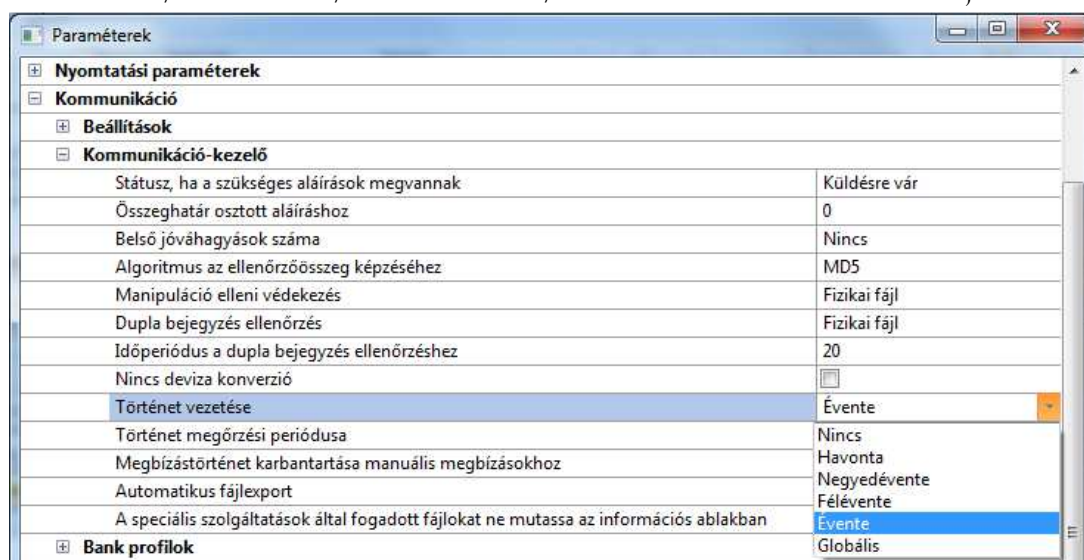 Paraméterek
Nyomtatási paraméterek
Kommunikáció
Beállítások
Kommunikáció-kezelő
Státusz, ha a szükséges aláírások megvannak Küldésre vár
Összeghatár osztott aláíráshoz 0
Belső jóváhagyások száma Nincs
Algoritmus az ellenőrzőösszeg képzéséhez MD5
Manipuláció elleni védekezés Fizikai fájl
Dupla bejegyzés ellenőrzés Fizikai fájl
Időperiódus a dupla bejegyzés ellenőrzéshez 20
Nincs deviza konverzió
Történet vezetése Évente
Történet megőrzési periódusa Nincs
Havonta
Megbízástörténet karbantartása manuális megbízásokhoz Negyedévente
Automatikus fájlexport Félévente
A speciális szolgáltatások által fogadott fájlokat ne mutassa az információs ablakban Évente
Bank profilok Globális